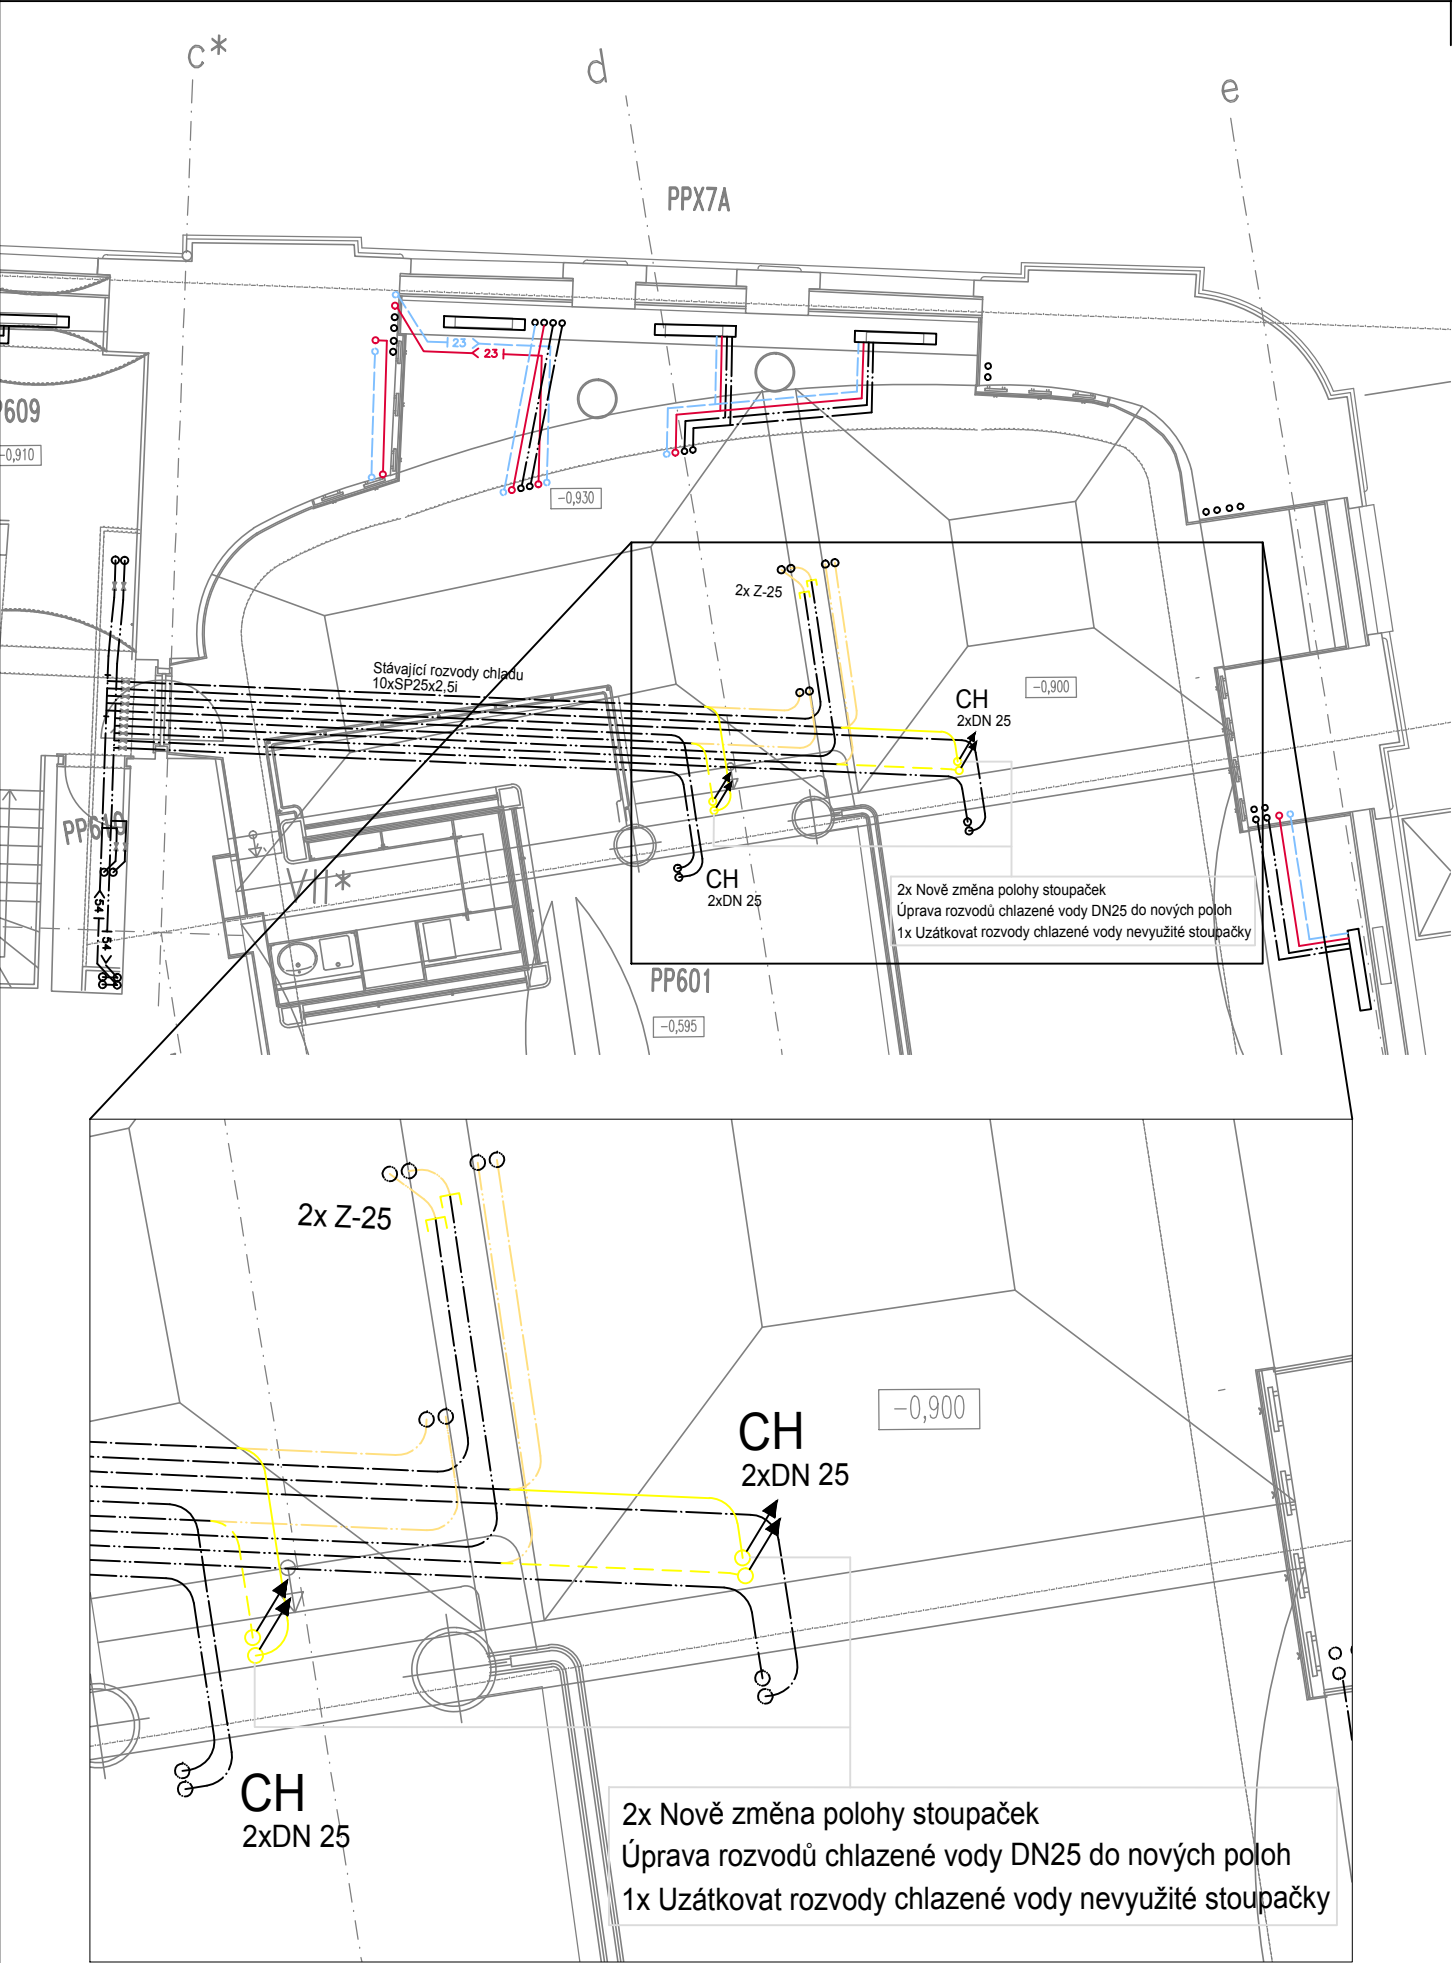 c*
d
e
PPX7A
23
23
P609
-0,910
-0,930
2x Z-25
Stávající rozvody chladu
10xSP25x2,5i
CH
2xDN 25
-0,900
PP619
VII*
CH
2xDN 25
54
54
2x Nově změna polohy stoupaček
Úprava rozvodů chlazené vody DN25 do nových poloh
1x Uzátkovat rozvody chlazené vody nevyužité stoupačky
PP601
-0,595
2x Z-25
-0,900
CH
2xDN 25
CH
2xDN 25
2x Nově změna polohy stoupaček
Úprava rozvodů chlazené vody DN25 do nových poloh
1x Uzátkovat rozvody chlazené vody nevyužité stoupačky